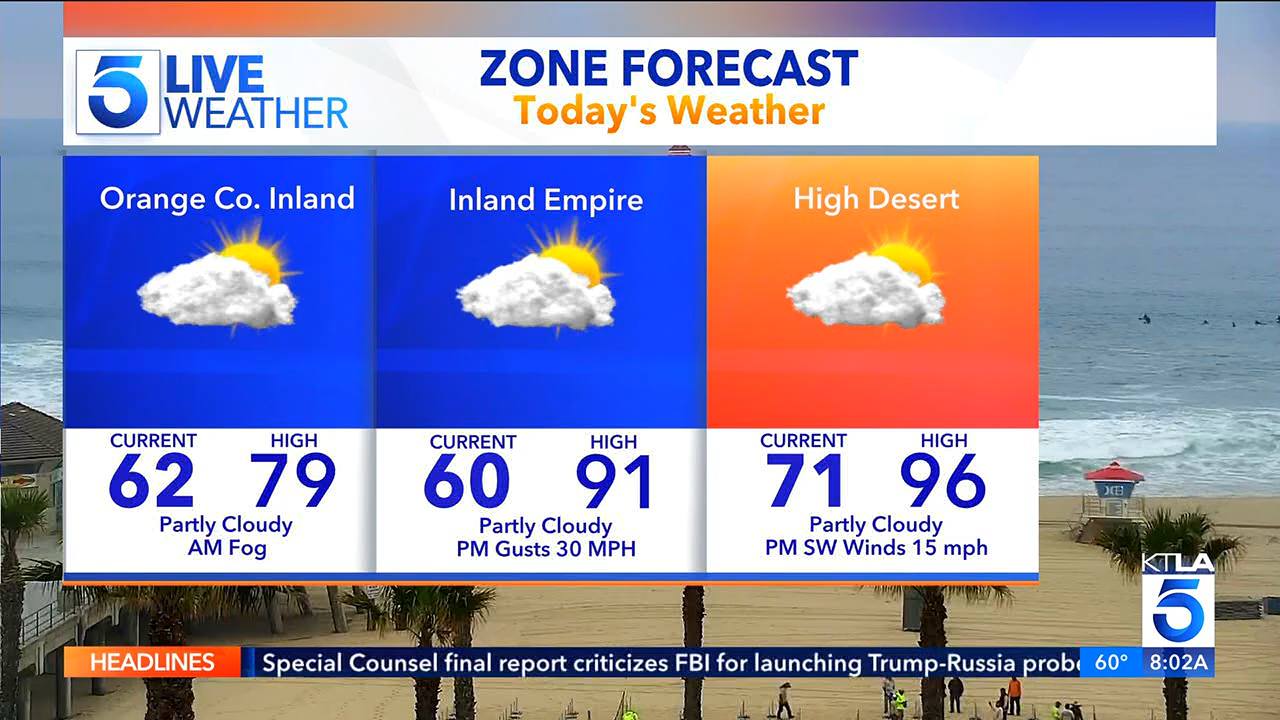 5 LIVE
WEATHER
ZONE FORECAST
Today's Weather
Orange Co. Inland
CURRENT HIGH
62 79
Partly Cloudy
AM Fog
Inland Empire
CURRENT HIGH
60 91
Partly Cloudy
PM Gusts 30 MPH
High Desert
CURRENT HIGH
71 96
Partly Cloudy
PM SW Winds 15 mph
KTLA
5
HEADLINES Special Counsel final report criticizes FBI for launching Trump-Russia probe 60° 8:02A